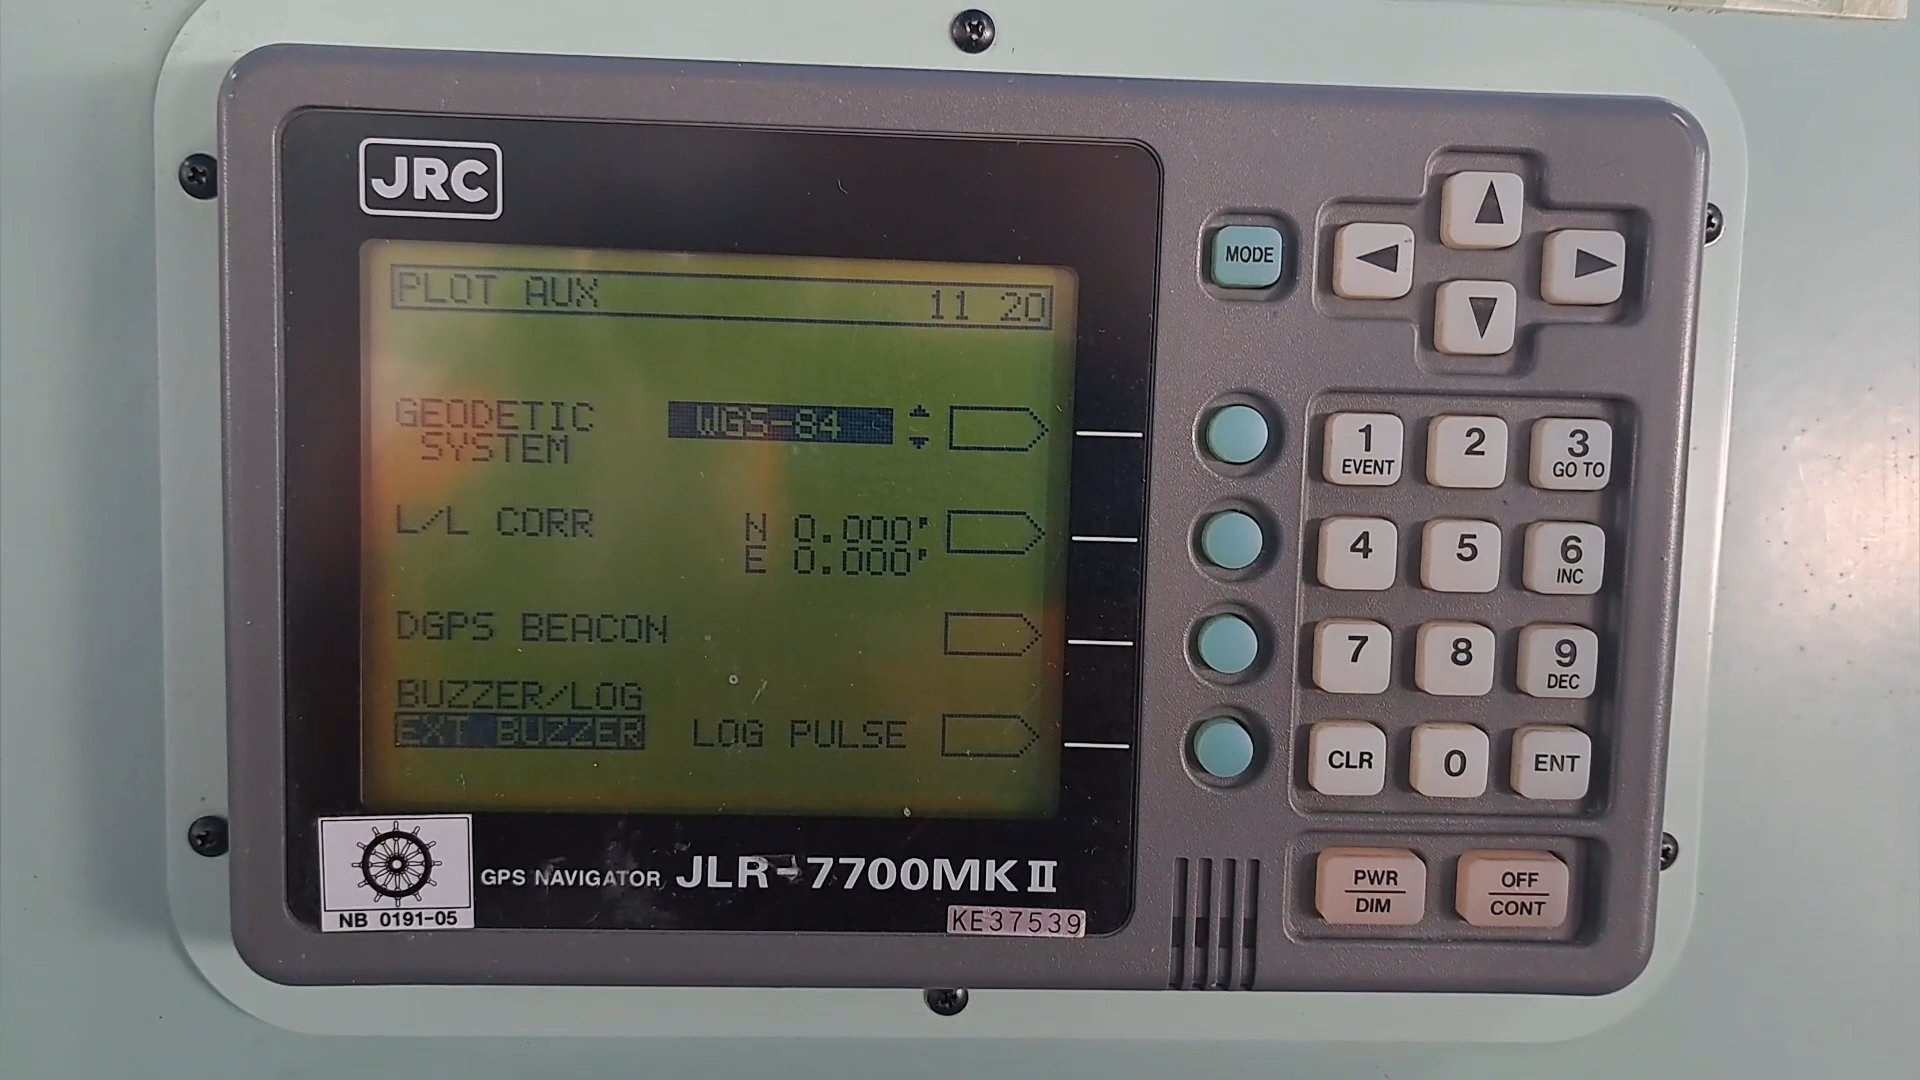 JRC
PLOT AUX 11 20
GEODETIC
SYSTEM
WGS-84
L/L CORR N 0.000'
E 0.000'
DGPS BEACON
BUZZER/LOG
EXT BUZZER LOG PULSE
GPS NAVIGATOR JLR-7700MKII
NB 0191-05
KE37539
MODE
1 2 3
EVENT GO TO
4 5 6
INC
7 8 9
DEC
CLR 0 ENT
PWR OFF
DIM CONT